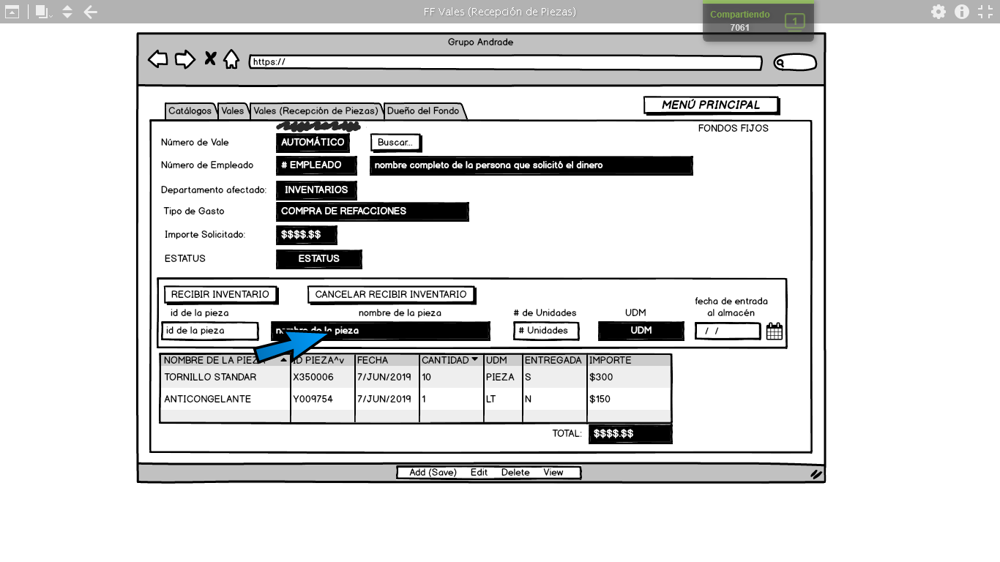 FF Vales (Recepción de Piezas)
Compartiendo
7061
1
Grupo Andrade
https://
Catálogos Vales Vales (Recepción de Piezas) Dueño del Fondo
MENÚ PRINCIPAL
FONDOS FIJOS
Número de Vale AUTOMÁTICO Buscar...
Número de Empleado # EMPLEADO nombre completo de la persona que solicitó el dinero
Departamento afectado: INVENTARIOS
Tipo de Gasto COMPRA DE REFACCIONES
Importe Solicitado: $$$$.$$
ESTATUS ESTATUS
RECIBIR INVENTARIO CANCELAR RECIBIR INVENTARIO
id de la pieza nombre de la pieza # de Unidades UDM fecha de entrada
al almacén
id de la pieza nombre de la pieza # Unidades UDM / /
NOMBRE DE LA PIEZA ID PIEZA^v FECHA CANTIDAD UDM ENTREGADA IMPORTE
TORNILLO STANDAR X350006 7/JUN/2019 10 PIEZA S $300
ANTICONGELANTE Y009754 7/JUN/2019 1 LT N $150
TOTAL: $$$$.$$
Add (Save) Edit Delete View